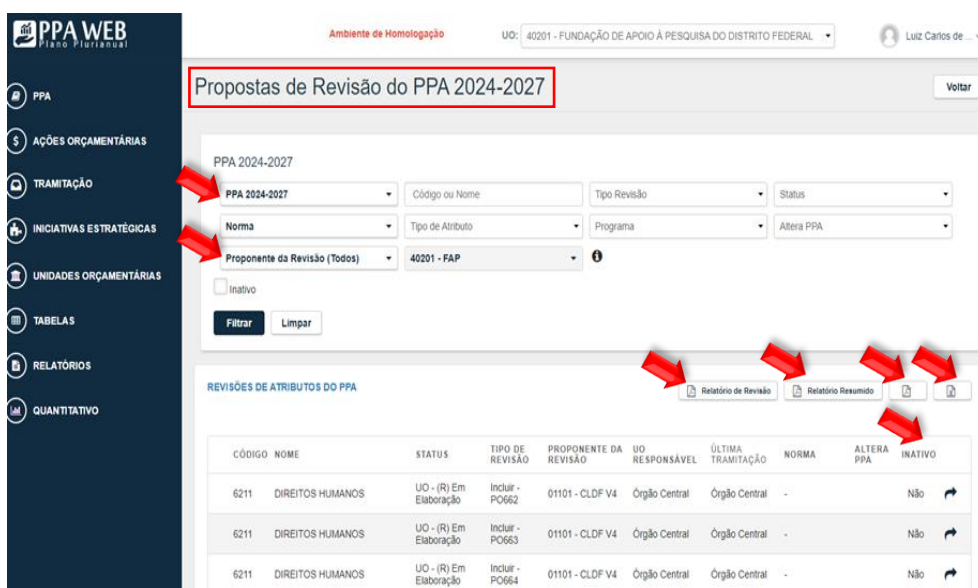 PPA WEB
Plano Plurianual
Ambiente de Homologação
UO: 40201 - FUNDAÇÃO DE APOIO À PESQUISA DO DISTRITO FEDERAL
Luiz Carlos de ...
Propostas de Revisão do PPA 2024-2027
Voltar
PPA
AÇÕES ORÇAMENTÁRIAS
TRAMITAÇÃO
INICIATIVAS ESTRATÉGICAS
UNIDADES ORÇAMENTÁRIAS
TABELAS
RELATÓRIOS
QUANTITATIVO
PPA 2024-2027
PPA 2024-2027 Código ou Nome Tipo Revisão Status
Norma Tipo de Atributo Programa Altera PPA
Proponente da Revisão (Todos) 40201 - FAP
Inativo
Filtrar Limpar
REVISÕES DE ATRIBUTOS DO PPA
Relatório de Revisão Relatório Resumido
CÓDIGO NOME STATUS TIPO DE REVISÃO PROPONENTE DA REVISÃO UO RESPONSÁVEL ÚLTIMA TRAMITAÇÃO NORMA ALTERA PPA INATIVO
6211 DIREITOS HUMANOS UO - (R) Em Elaboração Incluir - PO662 01101 - CLDF V4 Órgão Central Órgão Central - Não
6211 DIREITOS HUMANOS UO - (R) Em Elaboração Incluir - PO663 01101 - CLDF V4 Órgão Central Órgão Central - Não
6211 DIREITOS HUMANOS UO - (R) Em Elaboração Incluir - PO664 01101 - CLDF V4 Órgão Central Órgão Central - Não